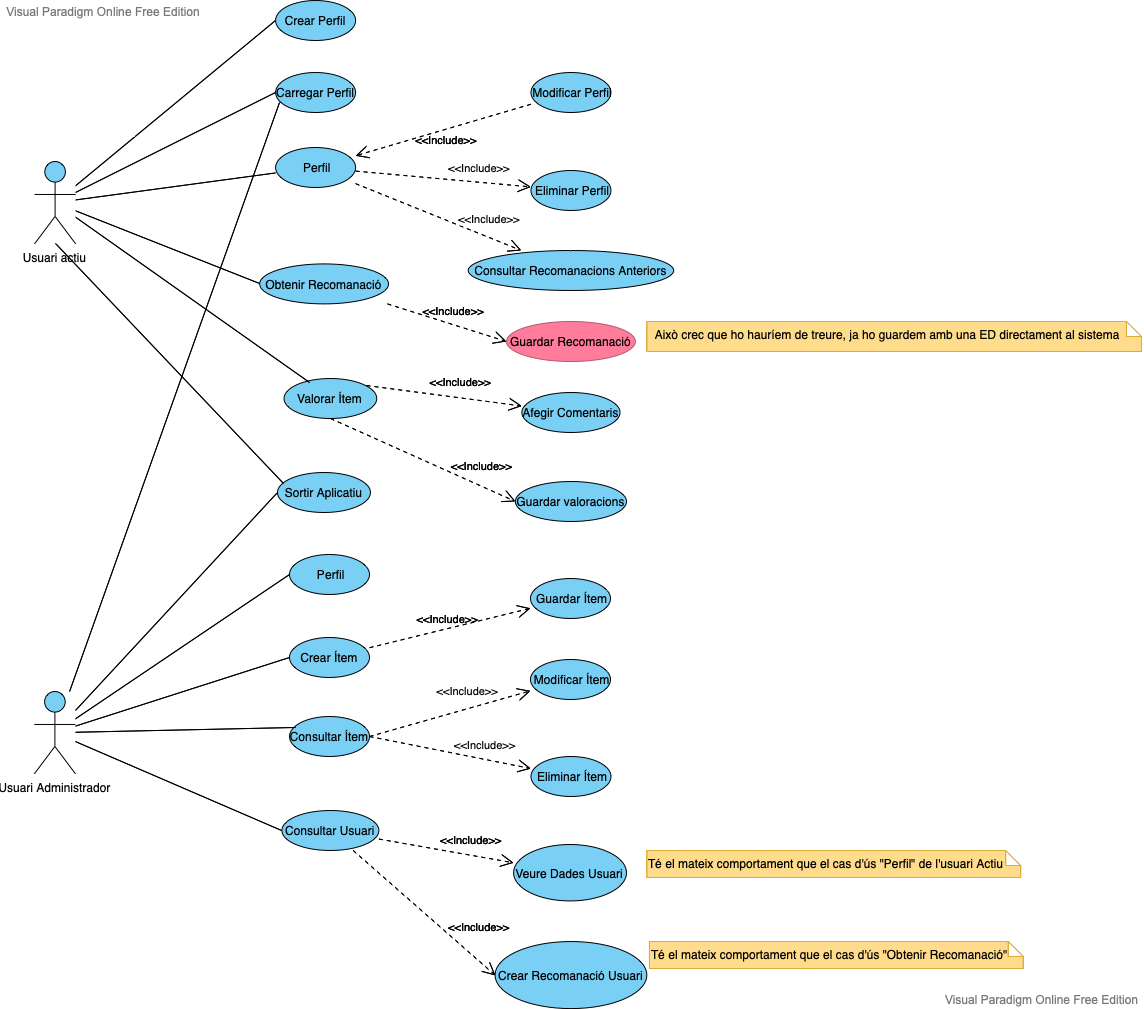 Visual Paradigm Online Free Edition
Crear Perfil
Carregar Perfil
Modificar Perfil
<<Include>>
Perfil
<<Include>>
Eliminar Perfil
<<Include>>
Usuari actiu
Consultar Recomanacions Anteriors
Obtenir Recomanació
<<Include>>
Guardar Recomanació
Això crec que ho hauríem de treure, ja ho guardem amb una ED directament al sistema
<<Include>>
Valorar Ítem
Afegir Comentaris
<<Include>>
Sortir Aplicatiu
Guardar valoracions
Perfil
Guardar Ítem
<<Include>>
Crear Ítem
Modificar Ítem
<<Include>>
Consultar Ítem
<<Include>>
Eliminar Ítem
Usuari Administrador
Consultar Usuari
<<Include>>
Veure Dades Usuari
Té el mateix comportament que el cas d'ús "Perfil" de l'usuari Actiu
<<Include>>
Té el mateix comportament que el cas d'ús "Obtenir Recomanació"
Crear Recomanació Usuari
Visual Paradigm Online Free Edition